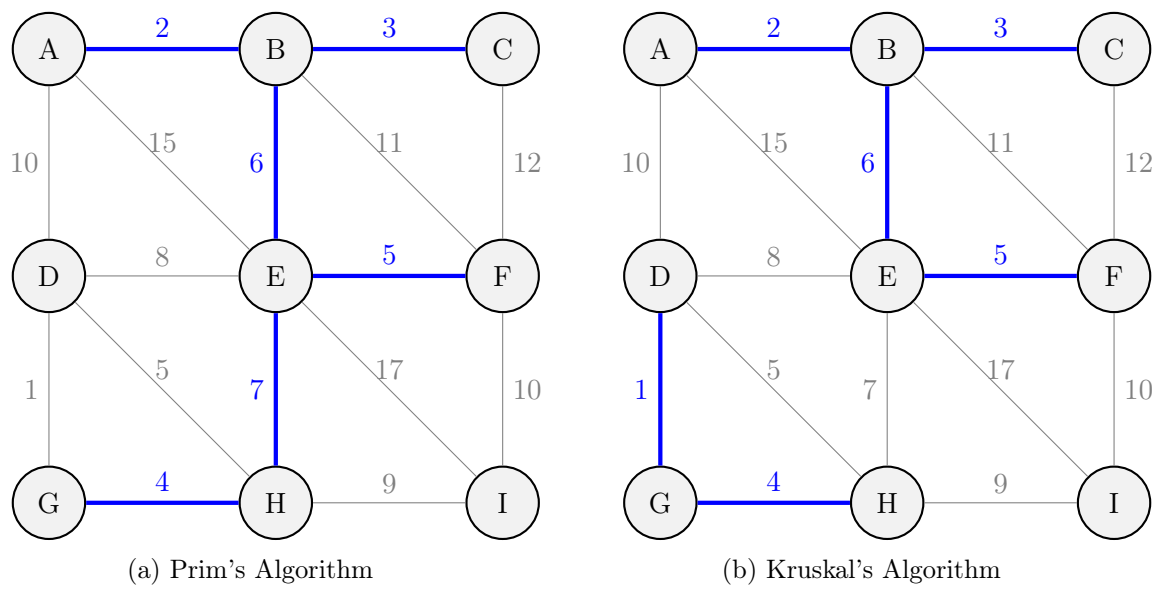 2 3 2 3
A B C A B C
15 11 15 11
10 6 12 10 6 12
8 5 8 5
D E F D E F
5 17 5 17
1 7 10 1 7 10
4 9 4 9
G H I G H I
(a) Prim's Algorithm
(b) Kruskal's Algorithm